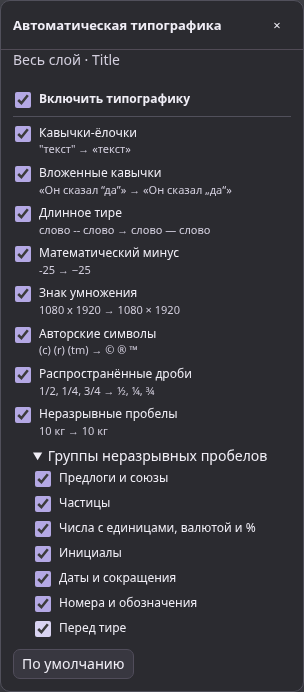 Автоматическая типографика ×
Весь слой · Title
Включить типографику
Кавычки-ёлочки
"текст" → «текст»
Вложенные кавычки
«Он сказал “да”» → «Он сказал „да“»
Длинное тире
слово -- слово → слово — слово
Математический минус
-25 → −25
Знак умножения
1080 x 1920 → 1080 × 1920
Авторские символы
(c) (r) (tm) → © ® ™
Распространённые дроби
1/2, 1/4, 3/4 → ½, ¼, ¾
Неразрывные пробелы
10 кг → 10 кг
▼ Группы неразрывных пробелов
Предлоги и союзы
Частицы
Числа с единицами, валютой и %
Инициалы
Даты и сокращения
Номера и обозначения
Перед тире
По умолчанию